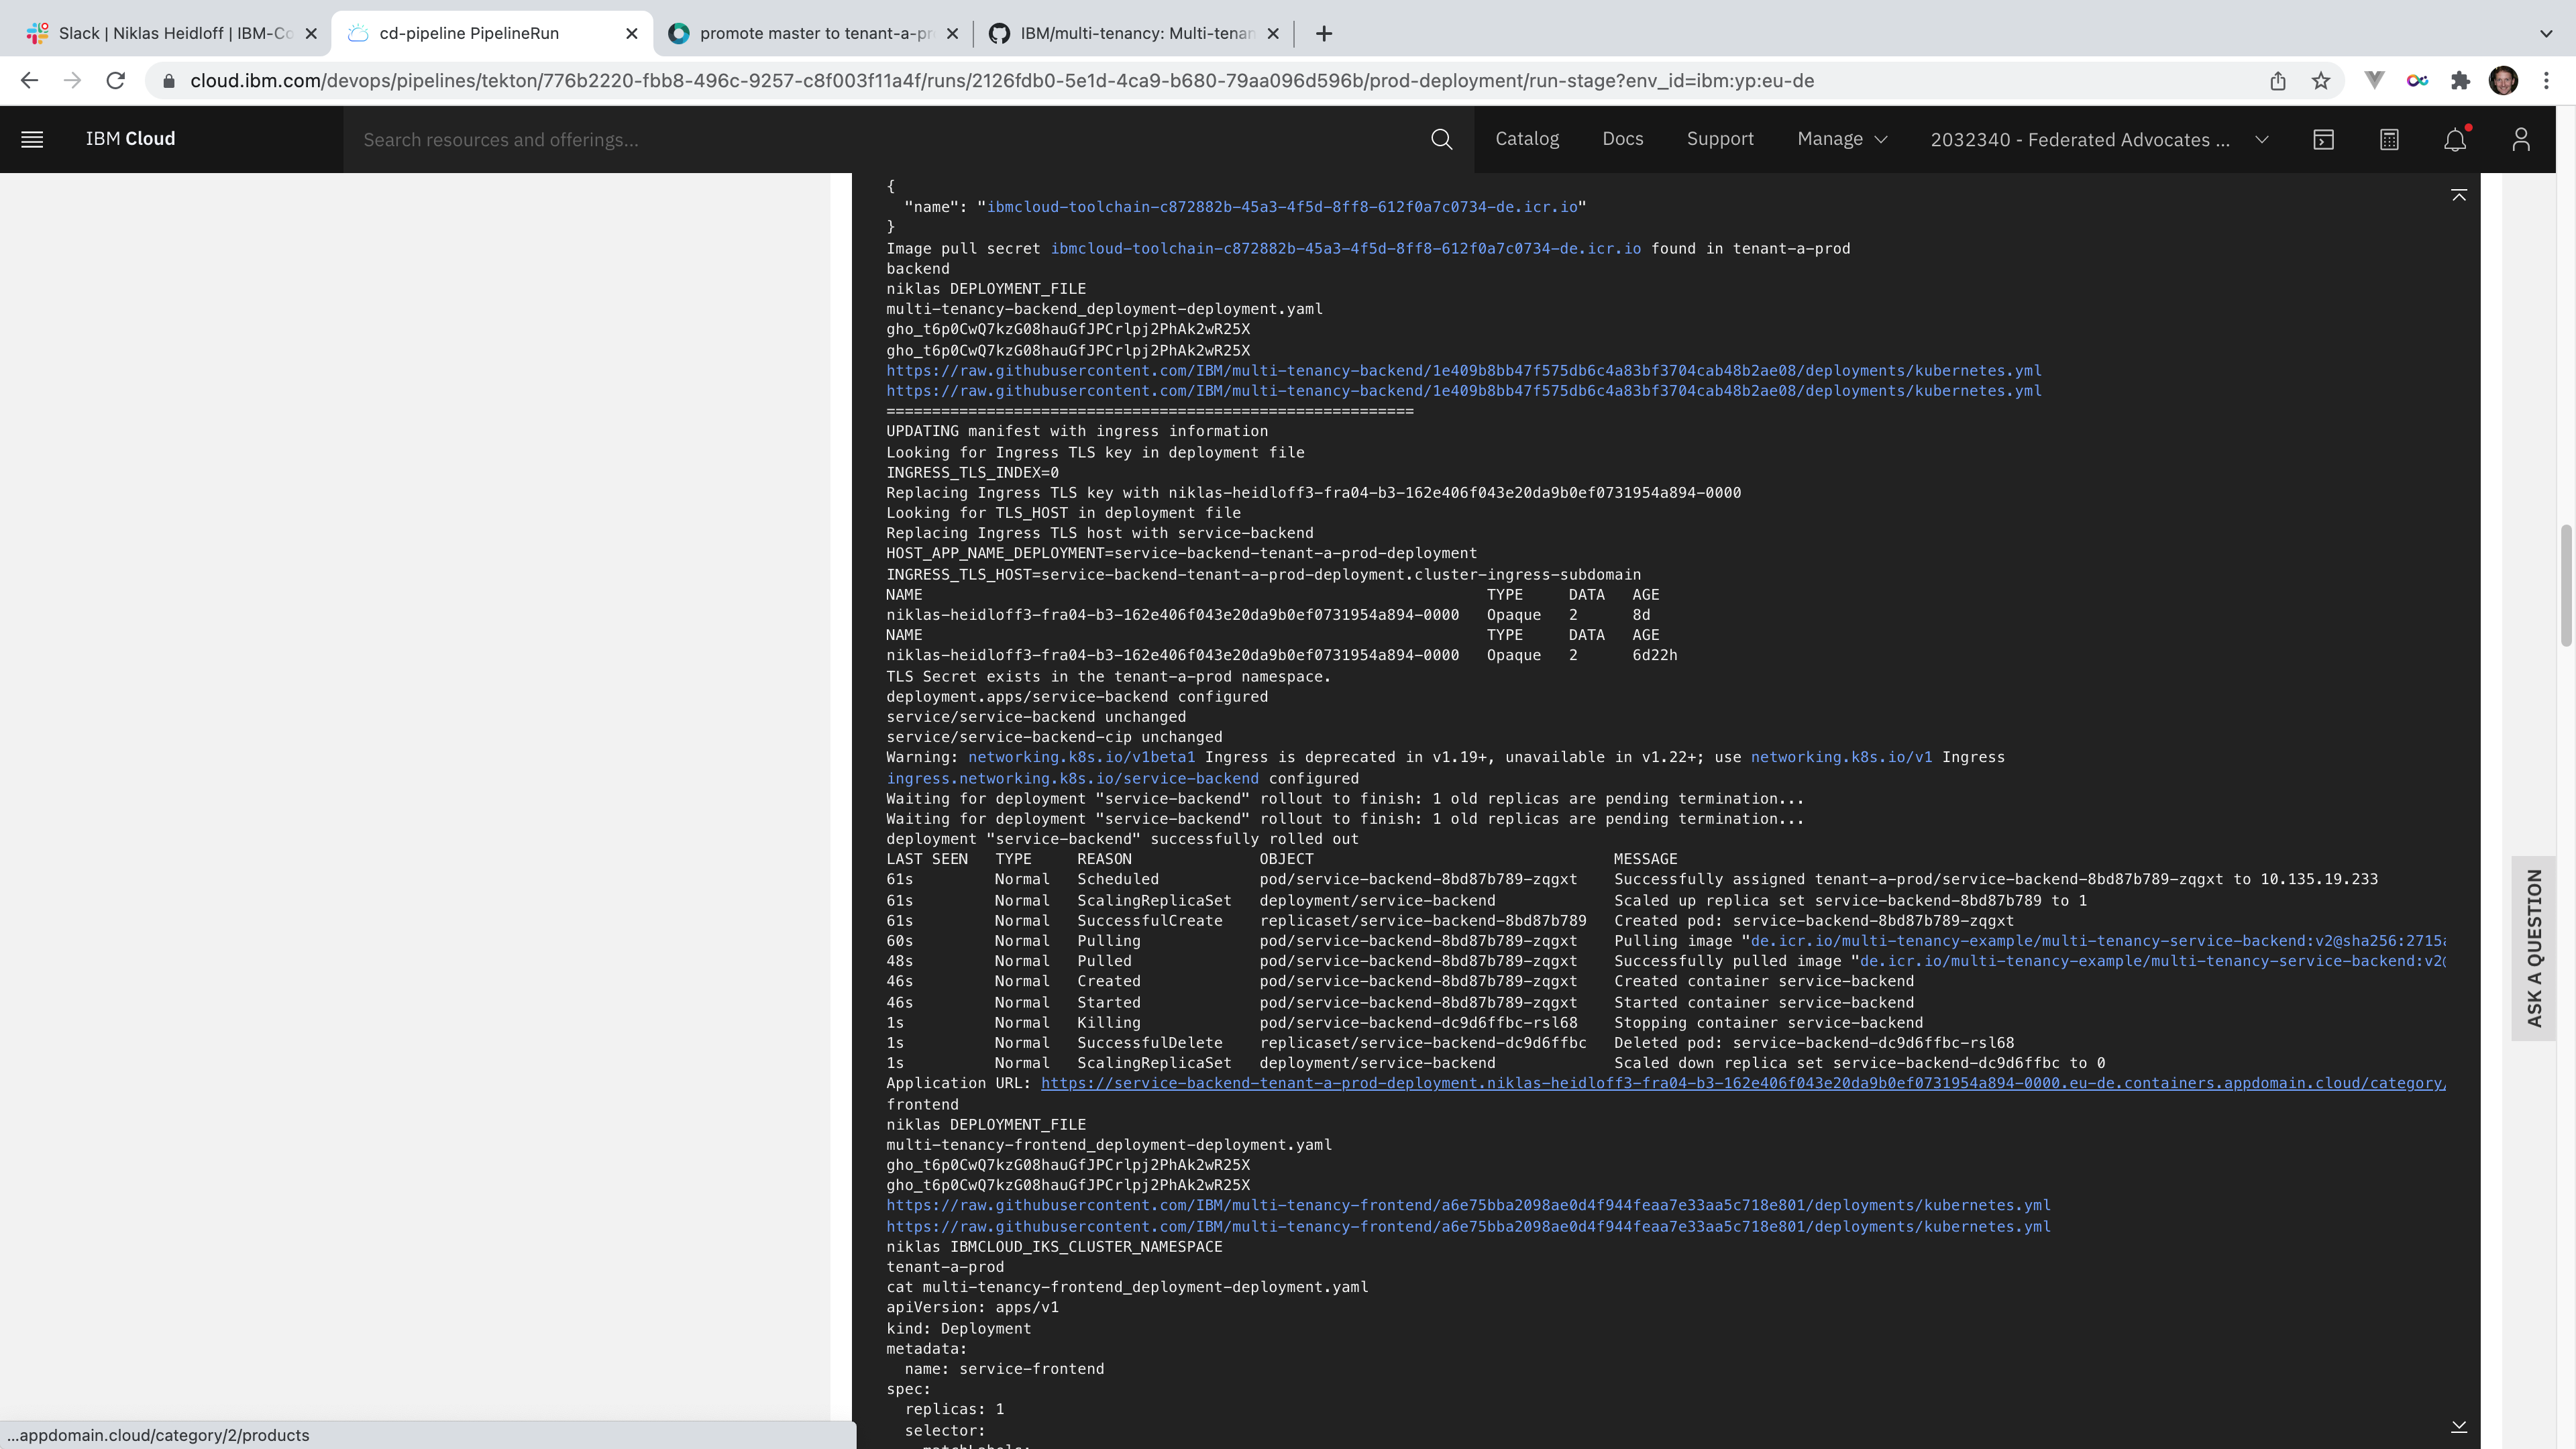 Slack | Niklas Heidloff | IBM-Co
cd-pipeline PipelineRun
promote master to tenant-a-pr
IBM/multi-tenancy: Multi-tenan
cloud.ibm.com/devops/pipelines/tekton/776b2220-fbb8-496c-9257-c8f003f11a4f/runs/2126fdb0-5e1d-4ca9-b680-79aa096d596b/prod-deployment/run-stage?env_id=ibm:yp:eu-de
IBM Cloud
Search resources and offerings...
Catalog
Docs
Support
Manage
2032340 - Federated Advocates ...
{
"name": "ibmcloud-toolchain-c872882b-45a3-4f5d-8ff8-612f0a7c0734-de.icr.io"
}
Image pull secret ibmcloud-toolchain-c872882b-45a3-4f5d-8ff8-612f0a7c0734-de.icr.io found in tenant-a-prod
backend
niklas DEPLOYMENT_FILE
multi-tenancy-backend_deployment-deployment.yaml
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
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
https://raw.githubusercontent.com/IBM/multi-tenancy-backend/1e409b8bb47f575db6c4a83bf3704cab48b2ae08/deployments/kubernetes.yml
https://raw.githubusercontent.com/IBM/multi-tenancy-backend/1e409b8bb47f575db6c4a83bf3704cab48b2ae08/deployments/kubernetes.yml
==========================================================
UPDATING manifest with ingress information
Looking for Ingress TLS key in deployment file
INGRESS_TLS_INDEX=0
Replacing Ingress TLS key with niklas-heidloff3-fra04-b3-162e406f043e20da9b0ef0731954a894-0000
Looking for TLS_HOST in deployment file
Replacing Ingress TLS host with service-backend
HOST_APP_NAME_DEPLOYMENT=service-backend-tenant-a-prod-deployment
INGRESS_TLS_HOST=service-backend-tenant-a-prod-deployment.cluster-ingress-subdomain
NAME TYPE DATA AGE
niklas-heidloff3-fra04-b3-162e406f043e20da9b0ef0731954a894-0000 Opaque 2 8d
NAME TYPE DATA AGE
niklas-heidloff3-fra04-b3-162e406f043e20da9b0ef0731954a894-0000 Opaque 2 6d22h
TLS Secret exists in the tenant-a-prod namespace.
deployment.apps/service-backend configured
service/service-backend unchanged
service/service-backend-cip unchanged
Warning: networking.k8s.io/v1beta1 Ingress is deprecated in v1.19+, unavailable in v1.22+; use networking.k8s.io/v1 Ingress
ingress.networking.k8s.io/service-backend configured
Waiting for deployment "service-backend" rollout to finish: 1 old replicas are pending termination...
Waiting for deployment "service-backend" rollout to finish: 1 old replicas are pending termination...
deployment "service-backend" successfully rolled out
LAST SEEN TYPE REASON OBJECT MESSAGE
61s Normal Scheduled pod/service-backend-8bd87b789-zqgxt Successfully assigned tenant-a-prod/service-backend-8bd87b789-zqgxt to 10.135.19.233
61s Normal ScalingReplicaSet deployment/service-backend Scaled up replica set service-backend-8bd87b789 to 1
61s Normal SuccessfulCreate replicaset/service-backend-8bd87b789 Created pod: service-backend-8bd87b789-zqgxt
60s Normal Pulling pod/service-backend-8bd87b789-zqgxt Pulling image "de.icr.io/multi-tenancy-example/multi-tenancy-service-backend:v2@sha256:2715a
48s Normal Pulled pod/service-backend-8bd87b789-zqgxt Successfully pulled image "de.icr.io/multi-tenancy-example/multi-tenancy-service-backend:v2@
46s Normal Created pod/service-backend-8bd87b789-zqgxt Created container service-backend
46s Normal Started pod/service-backend-8bd87b789-zqgxt Started container service-backend
1s Normal Killing pod/service-backend-dc9d6ffbc-rsl68 Stopping container service-backend
1s Normal SuccessfulDelete replicaset/service-backend-dc9d6ffbc Deleted pod: service-backend-dc9d6ffbc-rsl68
1s Normal ScalingReplicaSet deployment/service-backend Scaled down replica set service-backend-dc9d6ffbc to 0
Application URL: https://service-backend-tenant-a-prod-deployment.niklas-heidloff3-fra04-b3-162e406f043e20da9b0ef0731954a894-0000.eu-de.containers.appdomain.cloud/category/
frontend
niklas DEPLOYMENT_FILE
multi-tenancy-frontend_deployment-deployment.yaml
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
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
https://raw.githubusercontent.com/IBM/multi-tenancy-frontend/a6e75bba2098ae0d4f944feaa7e33aa5c718e801/deployments/kubernetes.yml
https://raw.githubusercontent.com/IBM/multi-tenancy-frontend/a6e75bba2098ae0d4f944feaa7e33aa5c718e801/deployments/kubernetes.yml
niklas IBMCLOUD_IKS_CLUSTER_NAMESPACE
tenant-a-prod
cat multi-tenancy-frontend_deployment-deployment.yaml
apiVersion: apps/v1
kind: Deployment
metadata:
name: service-frontend
spec:
replicas: 1
selector:
matchLabels:
ASK A QUESTION
...appdomain.cloud/category/2/products